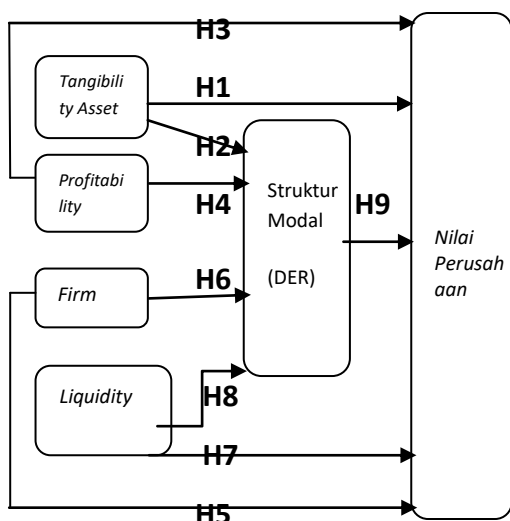 H3
Tangibili
ty Asset
H1
H2
Profitabi
lity
H4
Struktur
Modal
(DER)
H9
Nilai
Perusah
aan
Firm
H6
Liquidity
H8
H7
H5